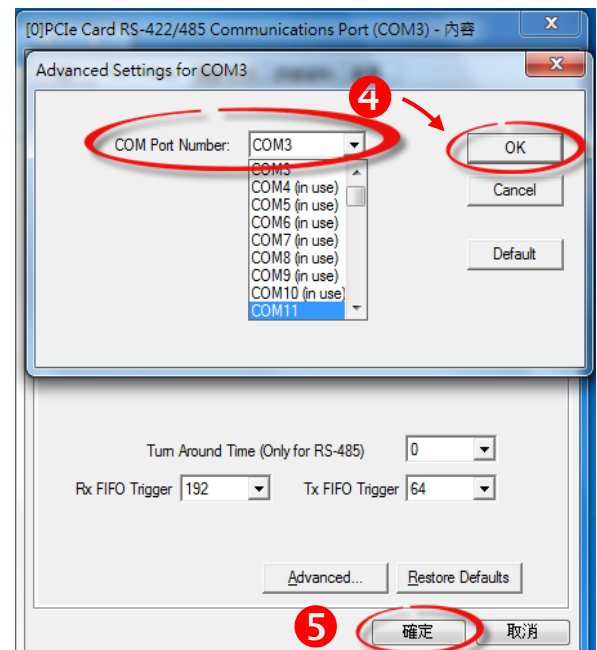 [0]PCIe Card RS-422/485 Communications Port (COM3) - 內容
X
Advanced Settings for COM3
X
4
COM Port Number: COM3
OK
COM3
COM4 (in use)
Cancel
COM5 (in use)
COM6 (in use)
COM7 (in use)
COM8 (in use)
Default
COM9 (in use)
COM10 (in use)
COM11
Turn Around Time (Only for RS-485) 0
Rx FIFO Trigger 192 Tx FIFO Trigger 64
Advanced... Restore Defaults
5 確定 取消